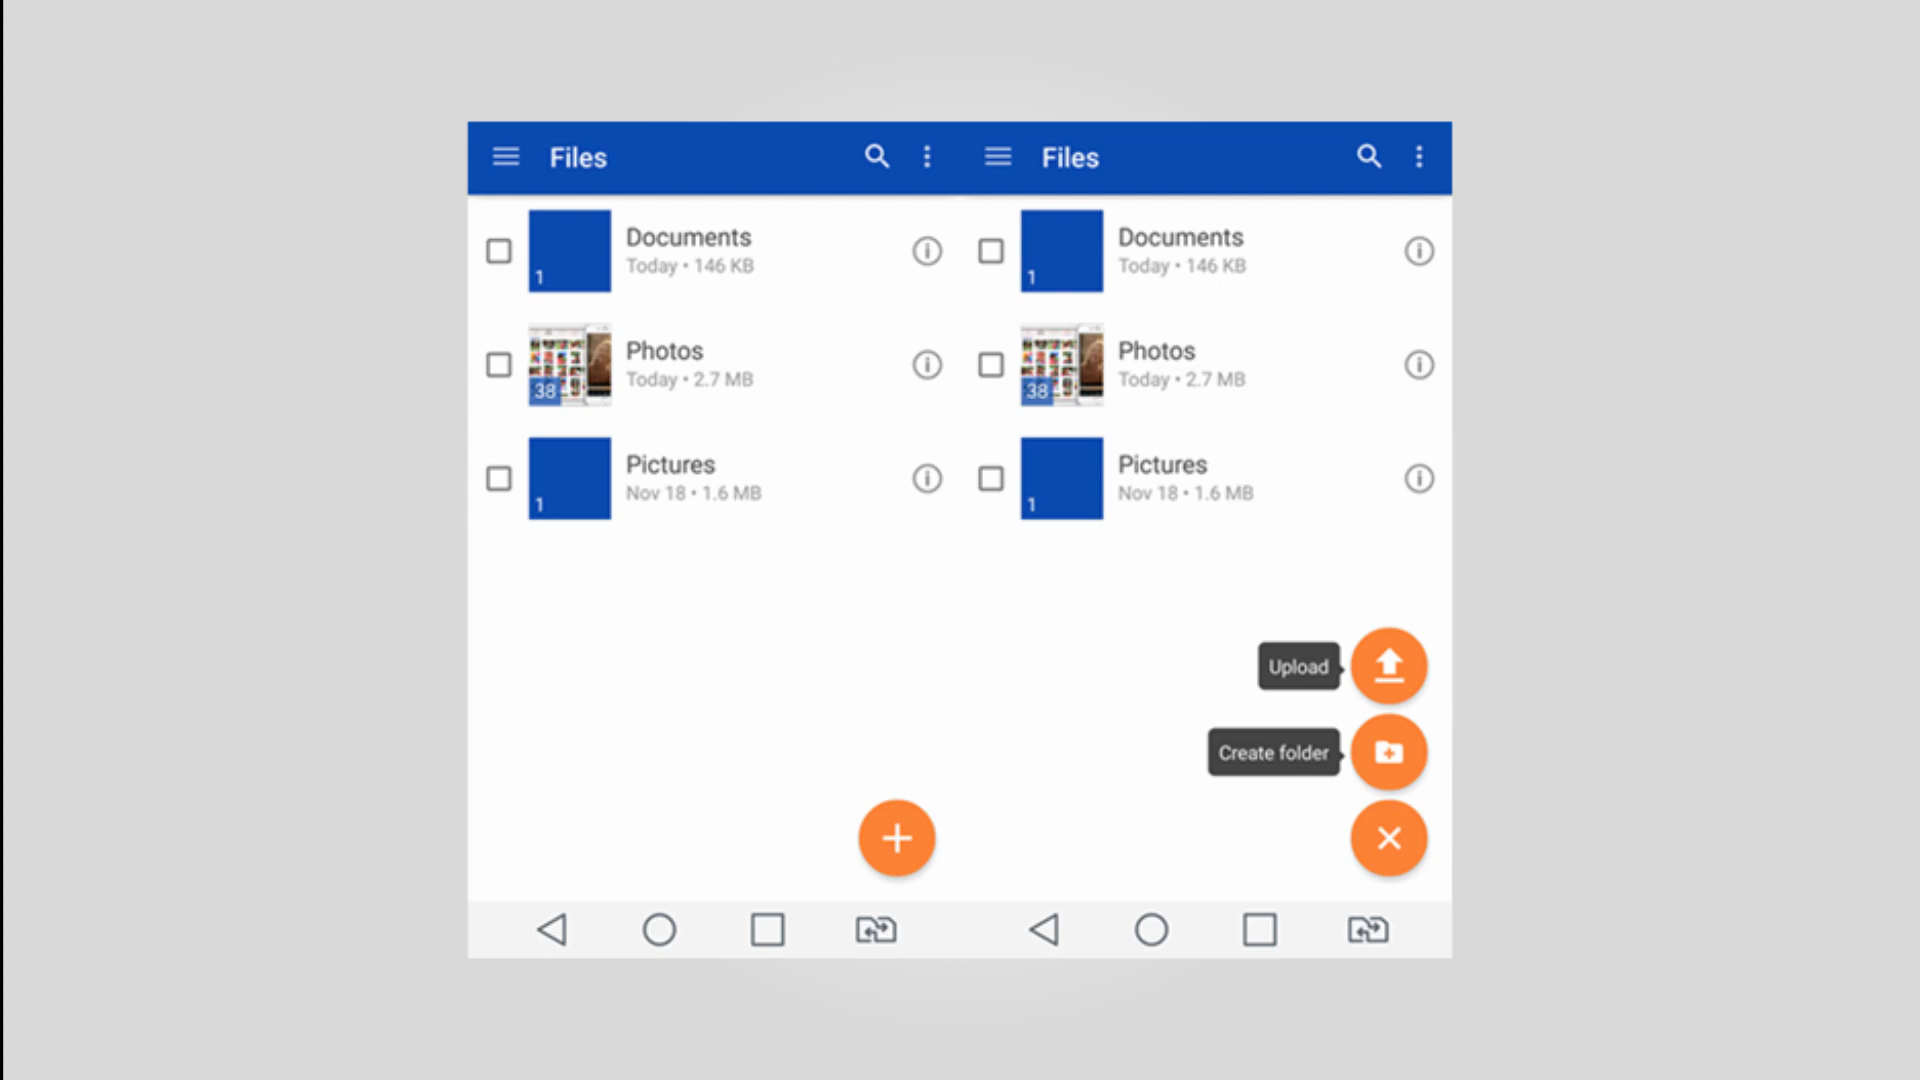 Files
Documents
Today • 146 KB
1
Photos
Today • 2.7 MB
38
Pictures
Nov 18 • 1.6 MB
1
Files
Documents
Today • 146 KB
1
Photos
Today • 2.7 MB
38
Pictures
Nov 18 • 1.6 MB
1
Upload
Create folder